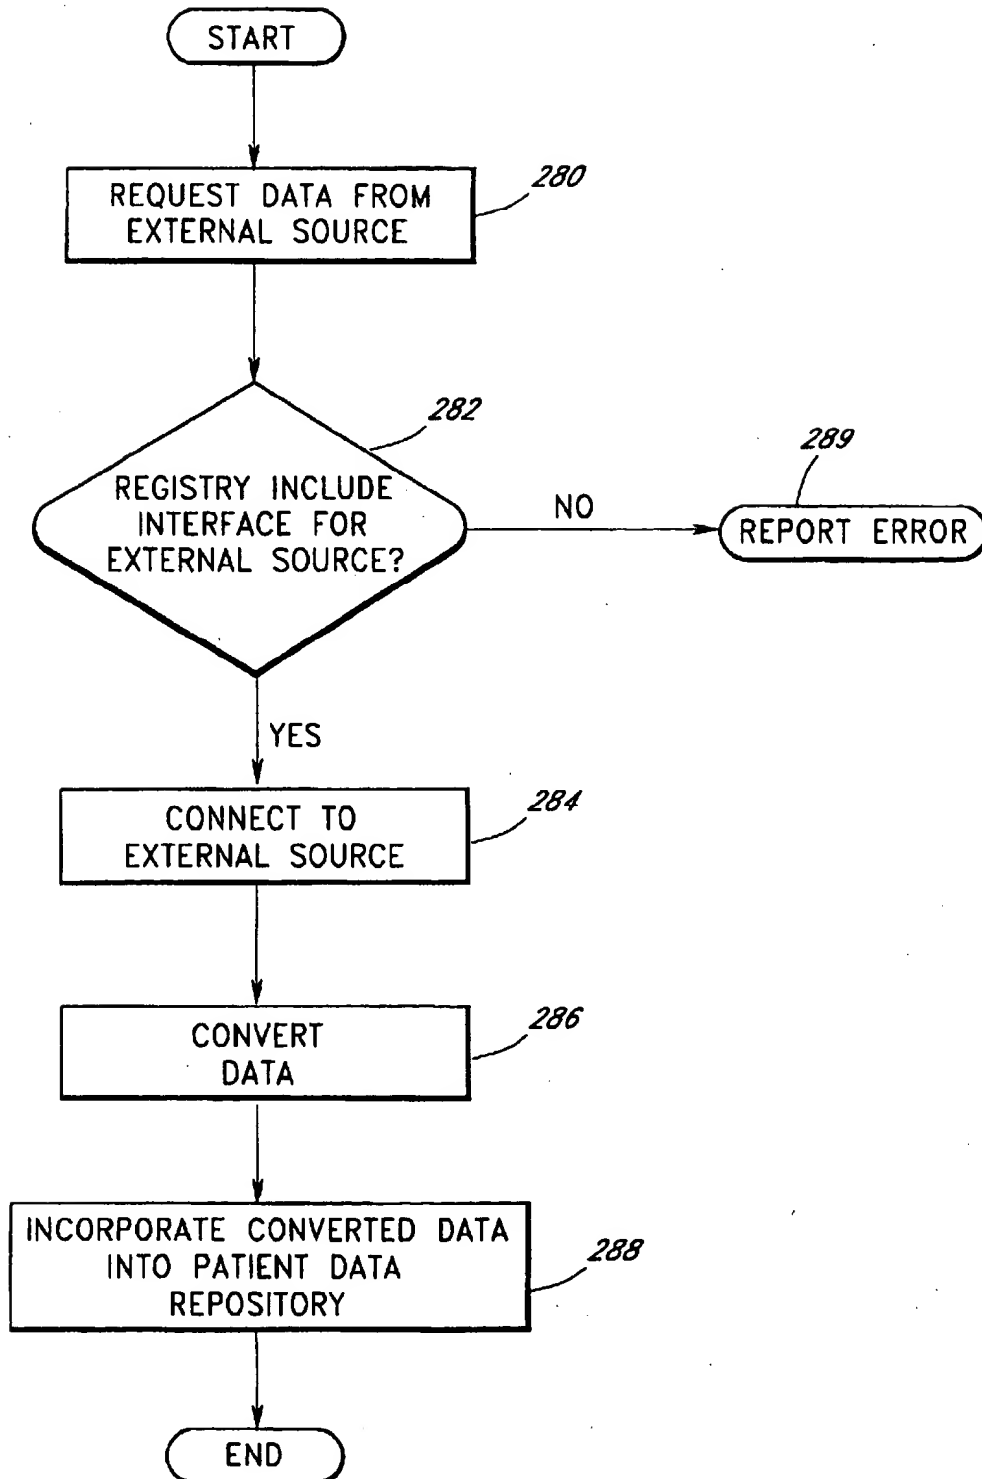 START
REQUEST DATA FROM
EXTERNAL SOURCE
280
REGISTRY INCLUDE
INTERFACE FOR
EXTERNAL SOURCE?
282
NO
REPORT ERROR
289
YES
CONNECT TO
EXTERNAL SOURCE
284
CONVERT
DATA
286
INCORPORATE CONVERTED DATA
INTO PATIENT DATA
REPOSITORY
288
END